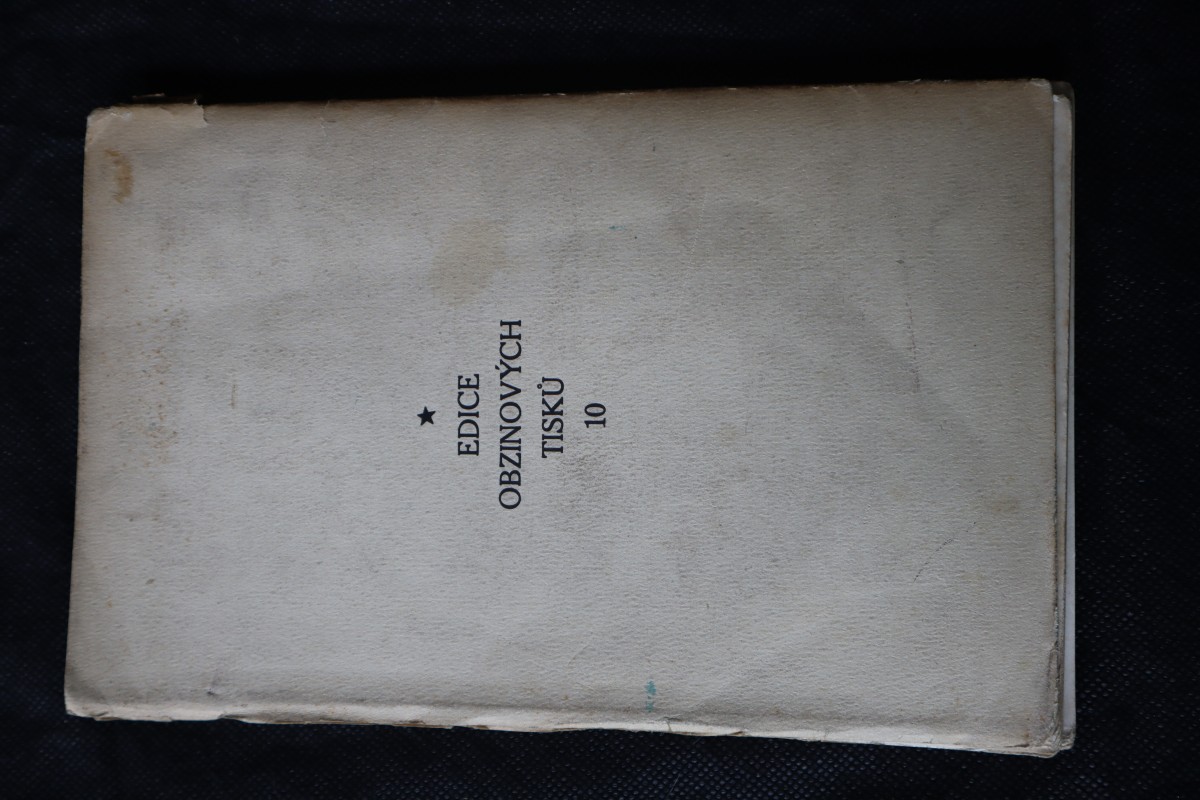 ★
EDICE
OBZINOVÝCH
TISKŮ
10